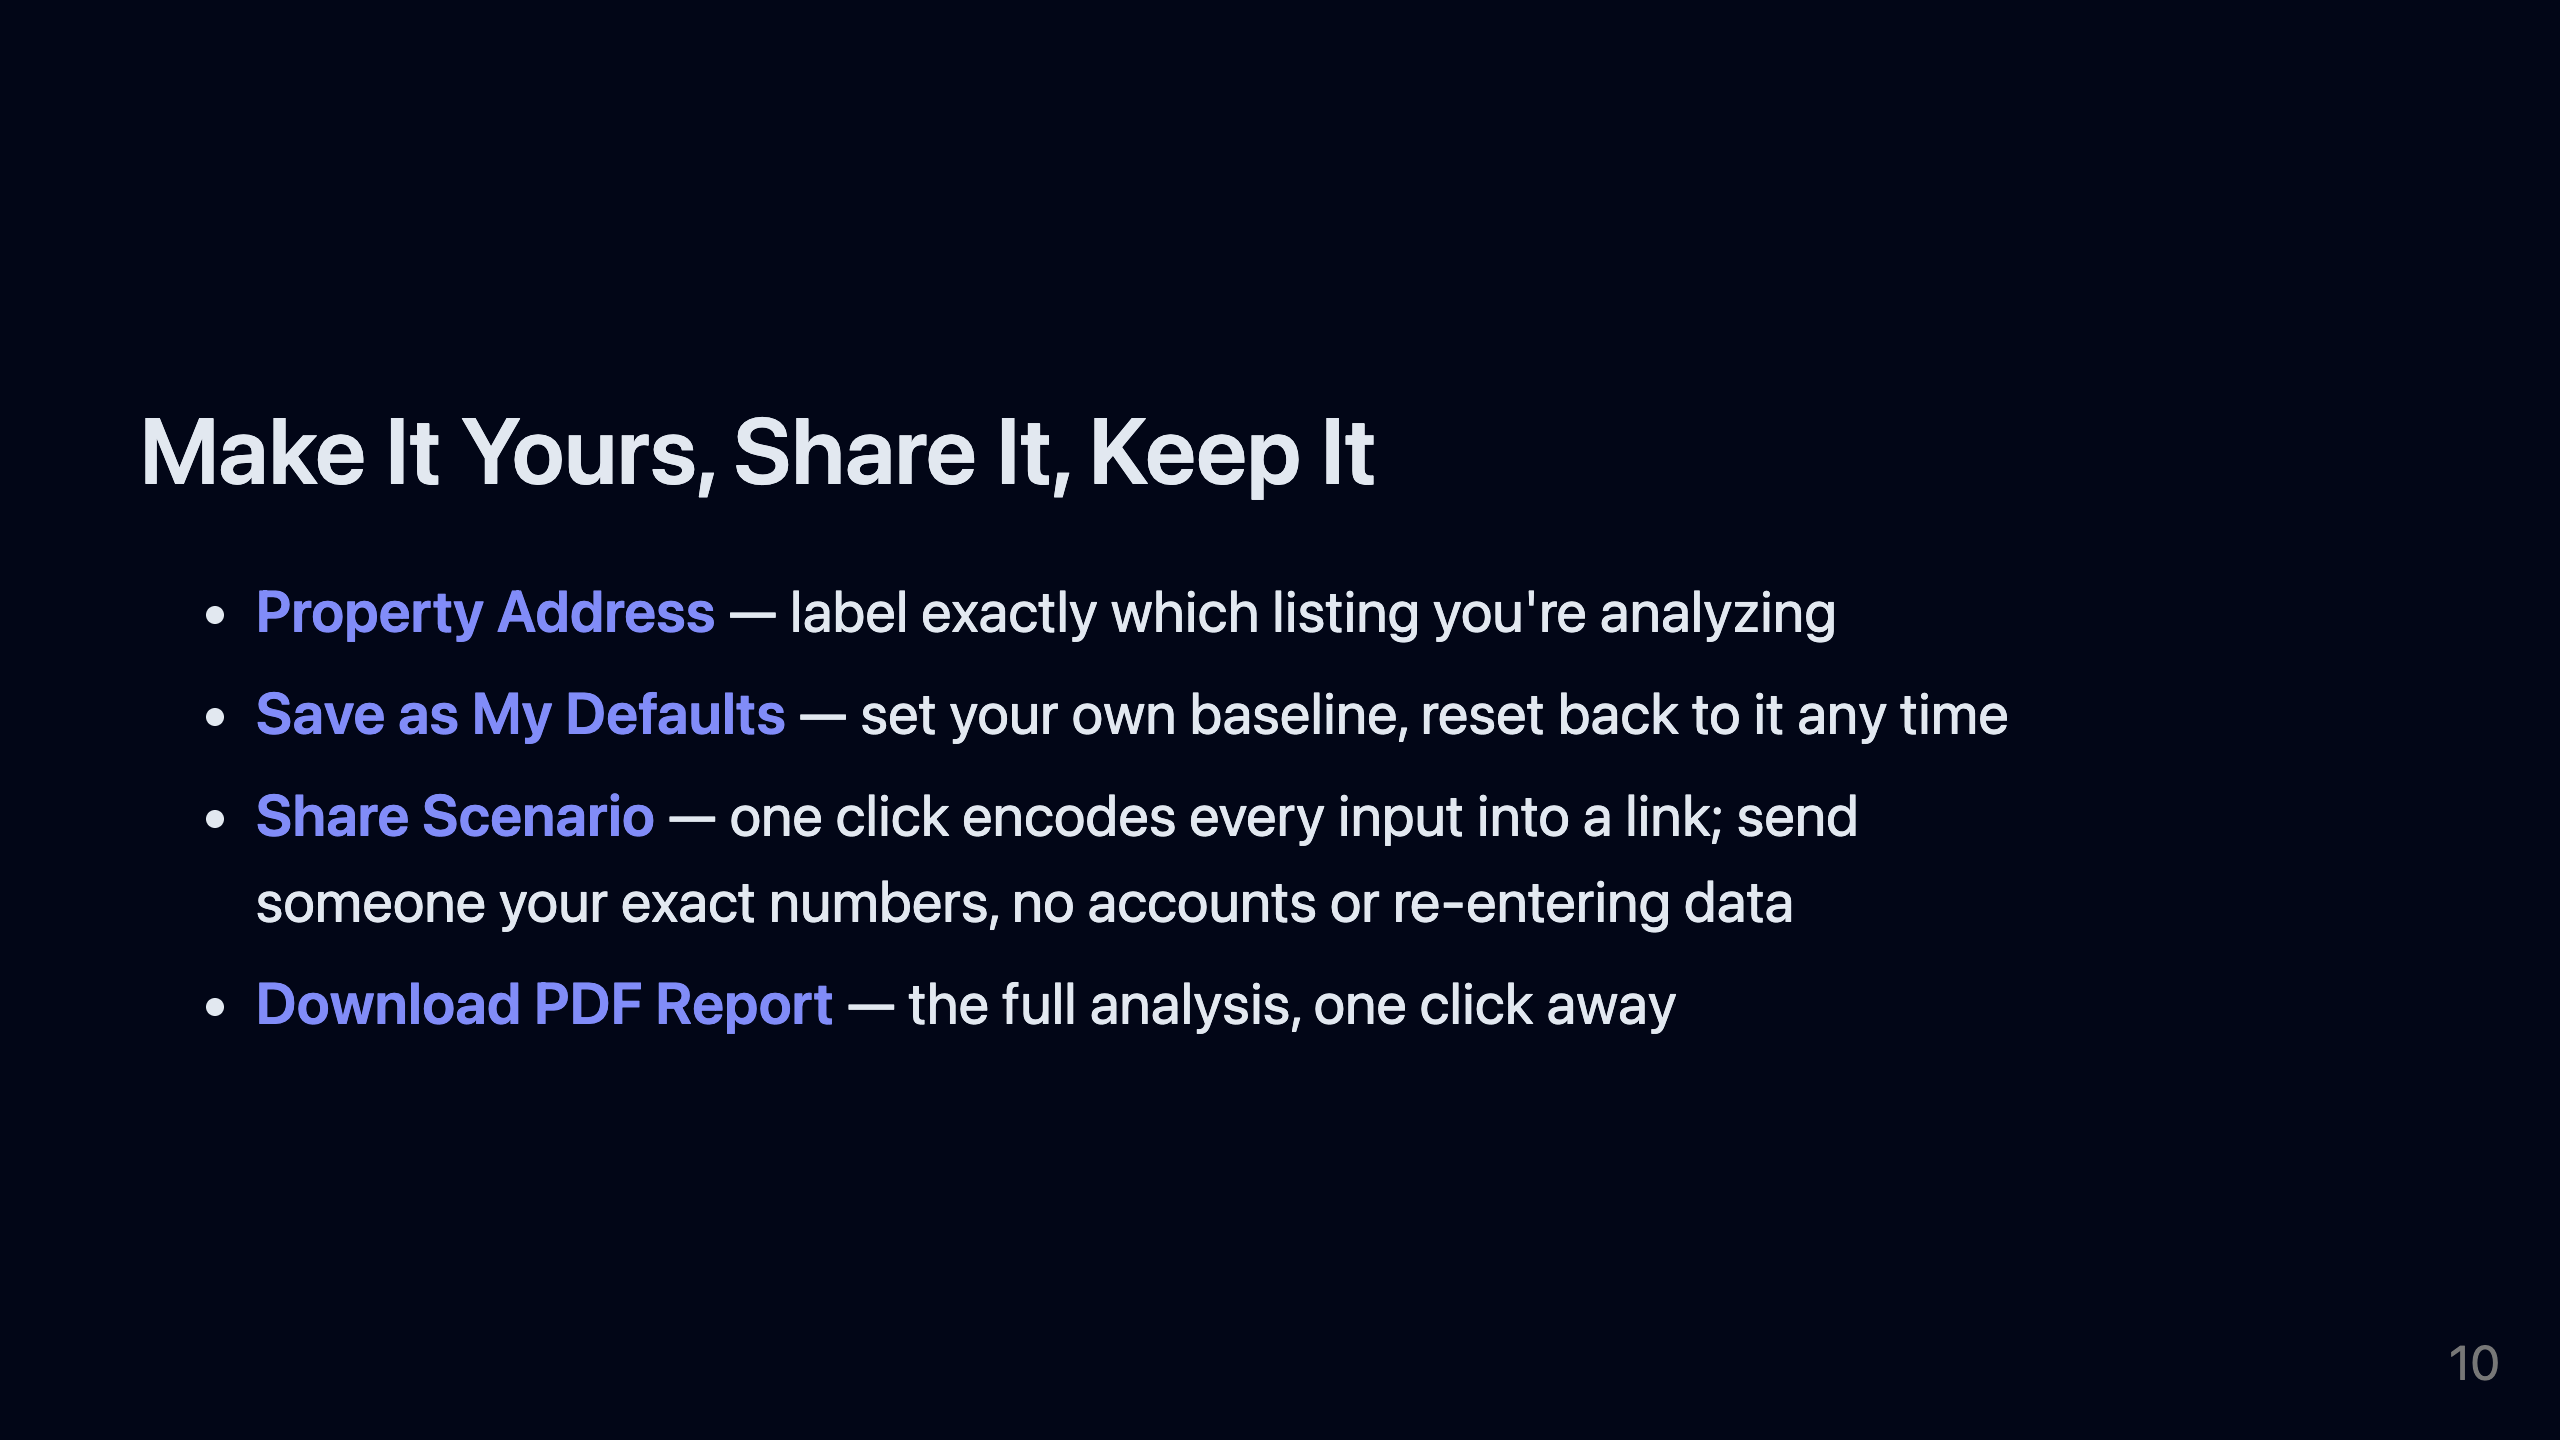 Make It Yours, Share It, Keep It
• Property Address — label exactly which listing you're analyzing
• Save as My Defaults — set your own baseline, reset back to it any time
• Share Scenario — one click encodes every input into a link; send
someone your exact numbers, no accounts or re-entering data
• Download PDF Report — the full analysis, one click away
10